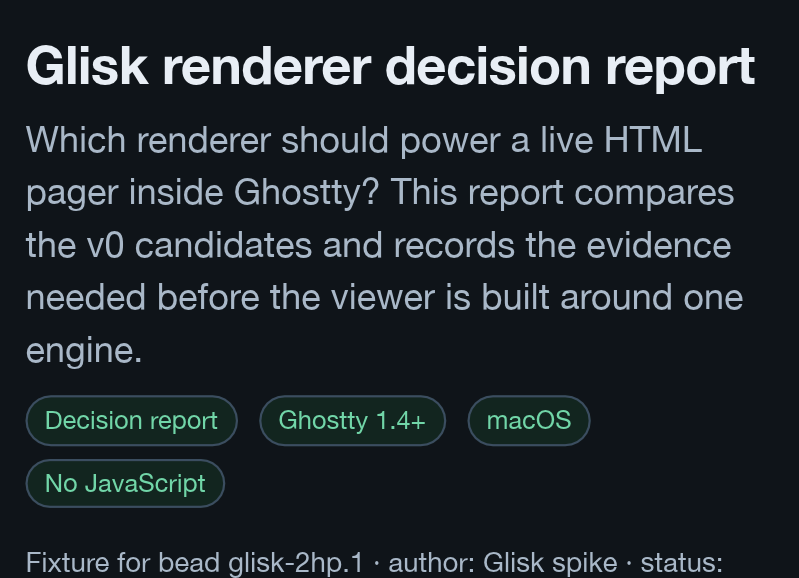 Glisk renderer decision report
Which renderer should power a live HTML
pager inside Ghostty? This report compares
the v0 candidates and records the evidence
needed before the viewer is built around one
engine.
Decision report
Ghostty 1.4+
macOS
No JavaScript
Fixture for bead glisk-2hp.1 · author: Glisk spike · status: